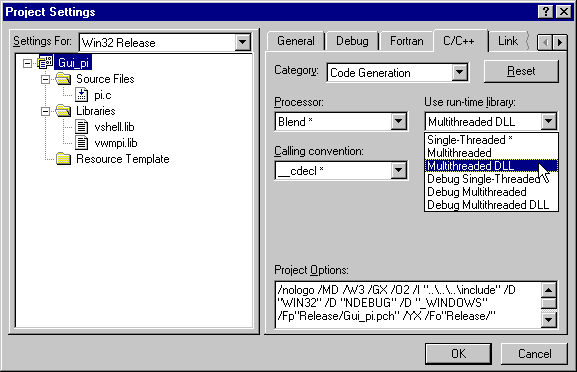 Project Settings
Settings For: Win32 Release
Gui_pi
Source Files
pi.c
Libraries
vshell.lib
vwmpi.lib
Resource Template
General Debug Fortran C/C++ Link
Category: Code Generation
Reset
Processor:
Blend *
Use run-time library:
Multithreaded DLL
Single-Threaded *
Multithreaded
Multithreaded DLL
Debug Single-Threaded
Debug Multithreaded
Debug Multithreaded DLL
Calling convention:
__cdecl *
Project Options:
/nologo /MD /W3 /GX /O2 /I "..\..\..\include" /D
"WIN32" /D "NDEBUG" /D "_WINDOWS"
/Fp"Release/Gui_pi.pch" /YX /Fo"Release/"
OK
Cancel